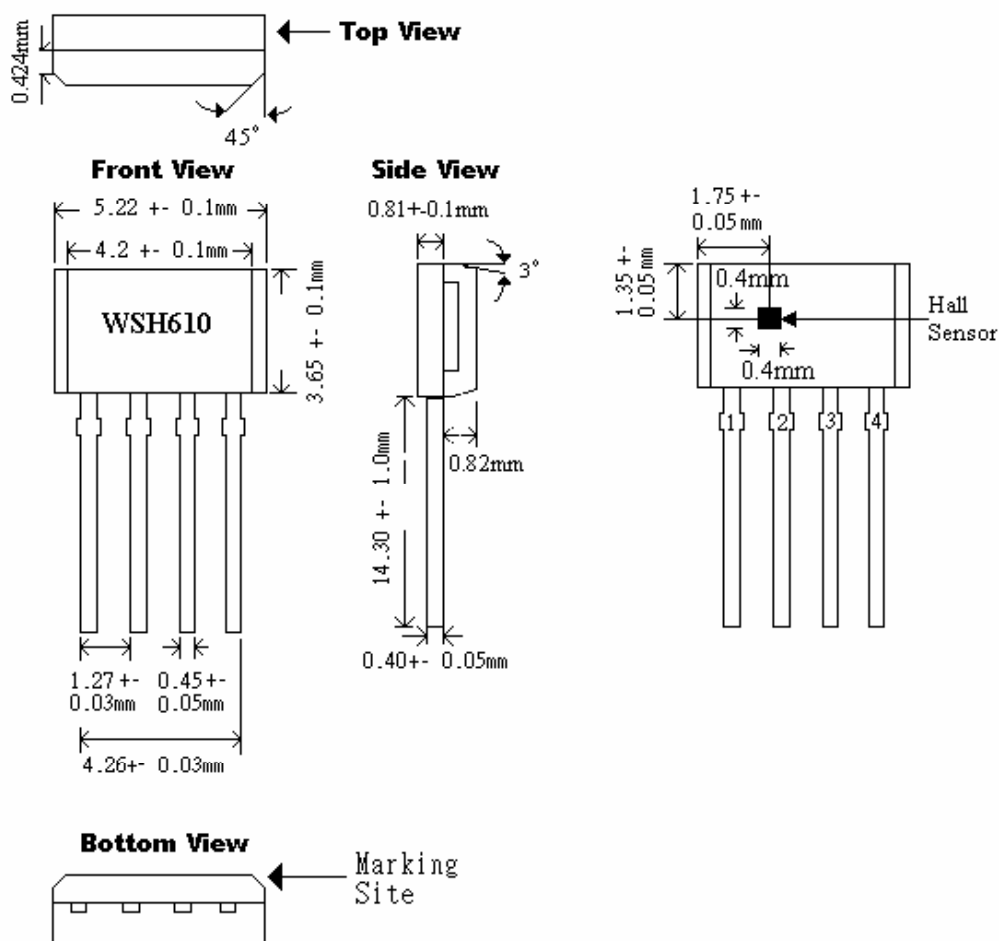 Top View
0.424mm
45°
Front View
5.22 +- 0.1mm
4.2 +- 0.1mm
WSH610
3.65 +- 0.1mm
1.27+-
0.03mm
0.45+-
0.05mm
4.26+- 0.03mm
Side View
0.81+-0.1mm
3°
0.82mm
14.30 +- 1.0mm
0.40+- 0.05mm
1.75+-
0.05mm
1.35+-
0.05mm
0.4mm
0.4mm
Hall
Sensor
1 2 3 4
Bottom View
Marking
Site